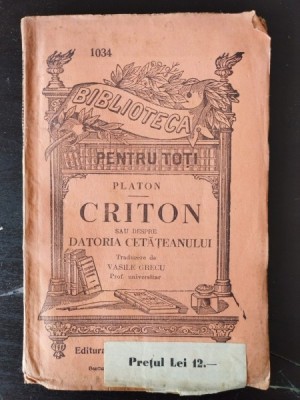 1034
BIBLIOTECA
PENTRU TOȚI
PLATON
CRITON
SAU DESPRE
DATORIA CETĂȚEANULUI
Traducere de
VASILE GRECU
Prof. universitar
Editura
Prețul Lei 12.—